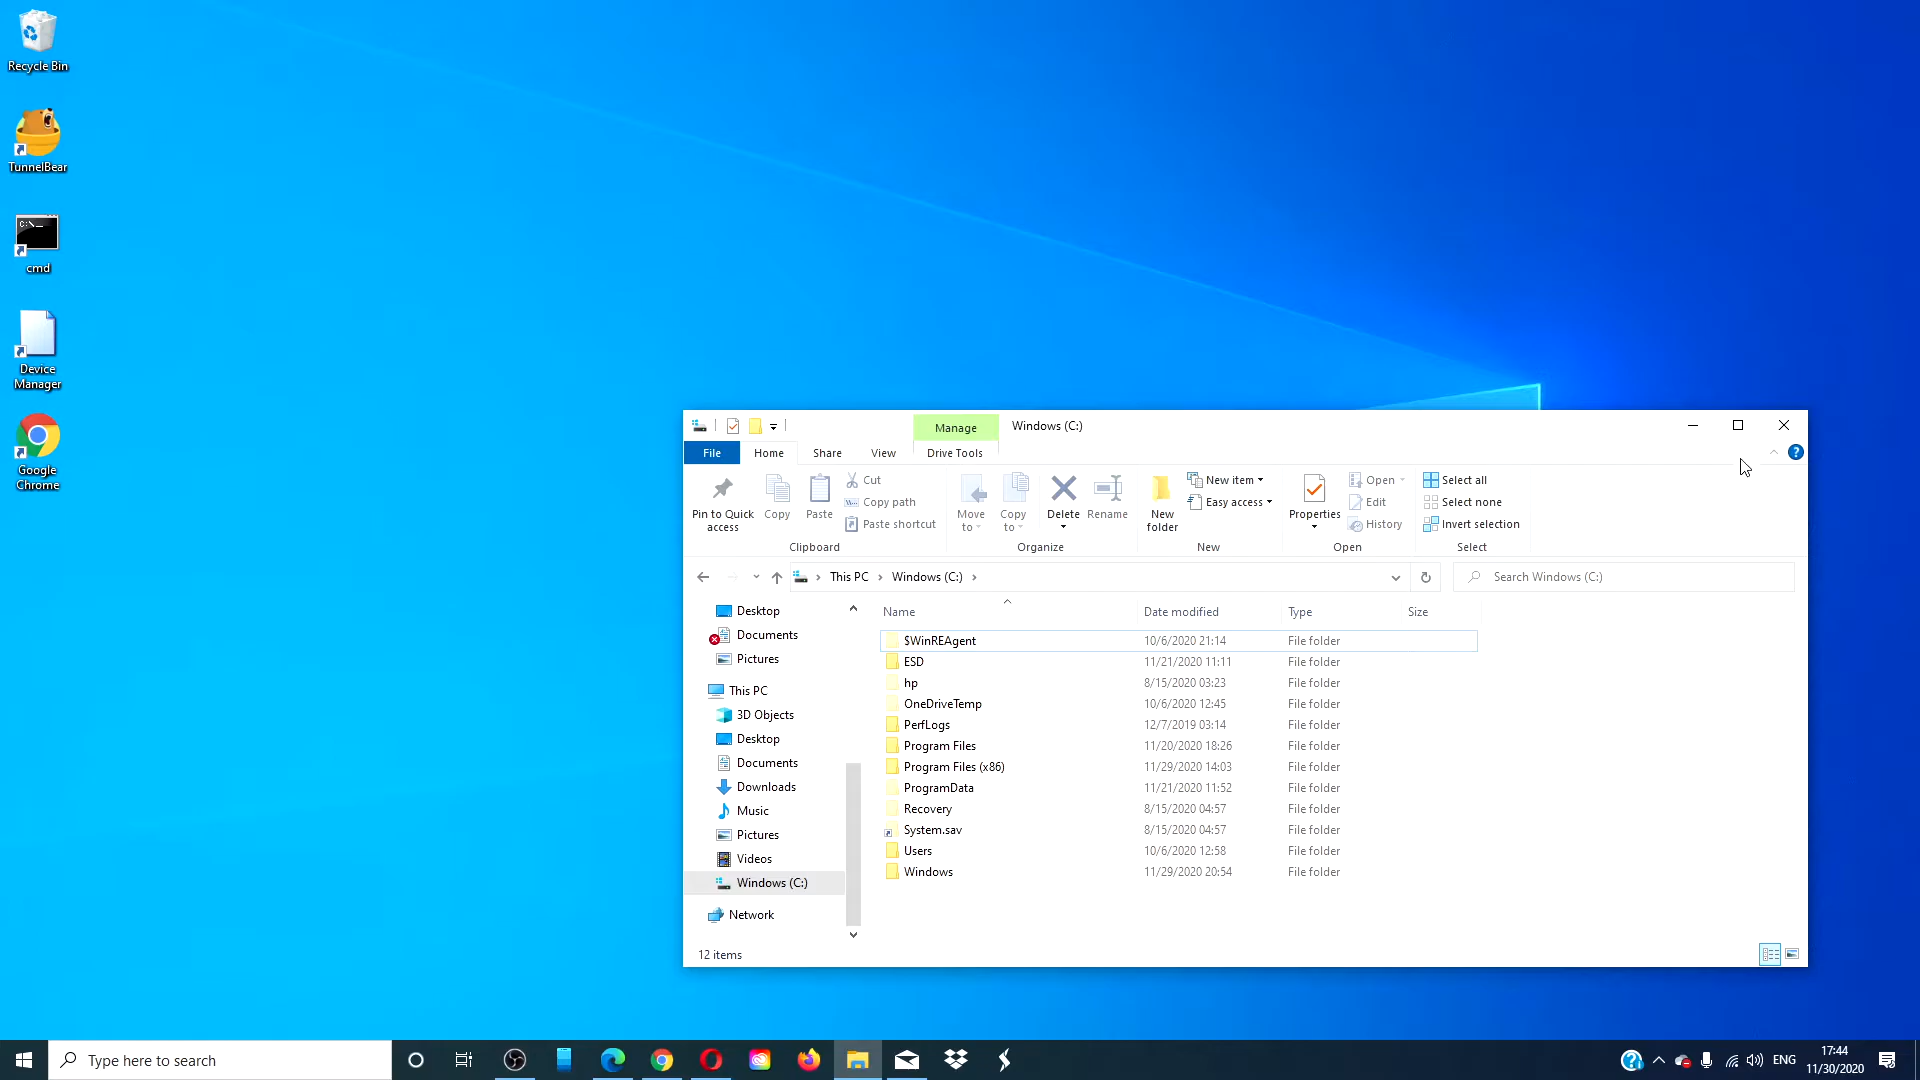 Recycle Bin
TunnelBear
C:\._
cmd
Device
Manager
Google
Chrome
Manage
Windows (C:)
File
Home
Share
View
Drive Tools
Pin to Quick
access
Copy
Paste
Cut
Copy path
Paste shortcut
Clipboard
Move
to
Copy
to
Delete
Rename
Organize
New
folder
New item
Easy access
New
Properties
Open
Edit
History
Open
Select all
Select none
Invert selection
Select
This PC
Windows (C:)
Search Windows (C:)
Desktop
Documents
Pictures
This PC
3D Objects
Desktop
Documents
Downloads
Music
Pictures
Videos
Windows (C:)
Network
Name Date modified Type Size
$WinREAgent 10/6/2020 21:14 File folder
ESD 11/21/2020 11:11 File folder
hp 8/15/2020 03:23 File folder
OneDriveTemp 10/6/2020 12:45 File folder
PerfLogs 12/7/2019 03:14 File folder
Program Files 11/20/2020 18:26 File folder
Program Files (x86) 11/29/2020 14:03 File folder
ProgramData 11/21/2020 11:52 File folder
Recovery 8/15/2020 04:57 File folder
System.sav 8/15/2020 04:57 File folder
Users 10/6/2020 12:58 File folder
Windows 11/29/2020 20:54 File folder
12 items
Type here to search
ENG
17:44
11/30/2020